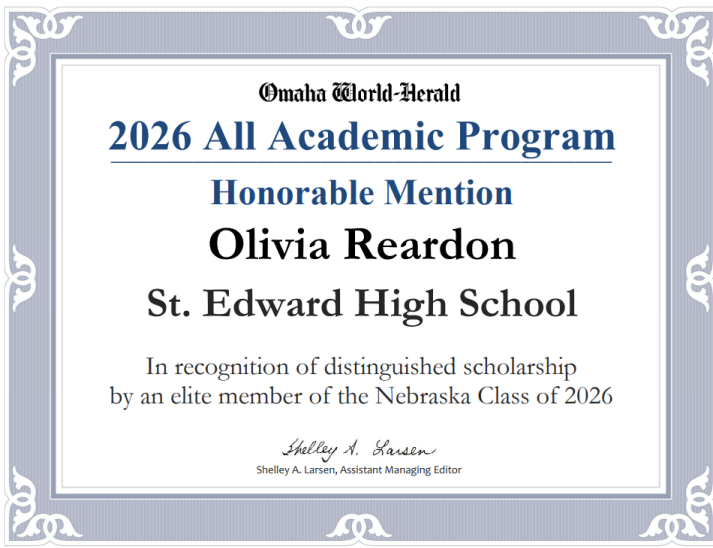 Omaha World-Herald
2026 All Academic Program
Honorable Mention
Olivia Reardon
St. Edward High School
In recognition of distinguished scholarship
by an elite member of the Nebraska Class of 2026
Shelley A. Larsen
Shelley A. Larsen, Assistant Managing Editor